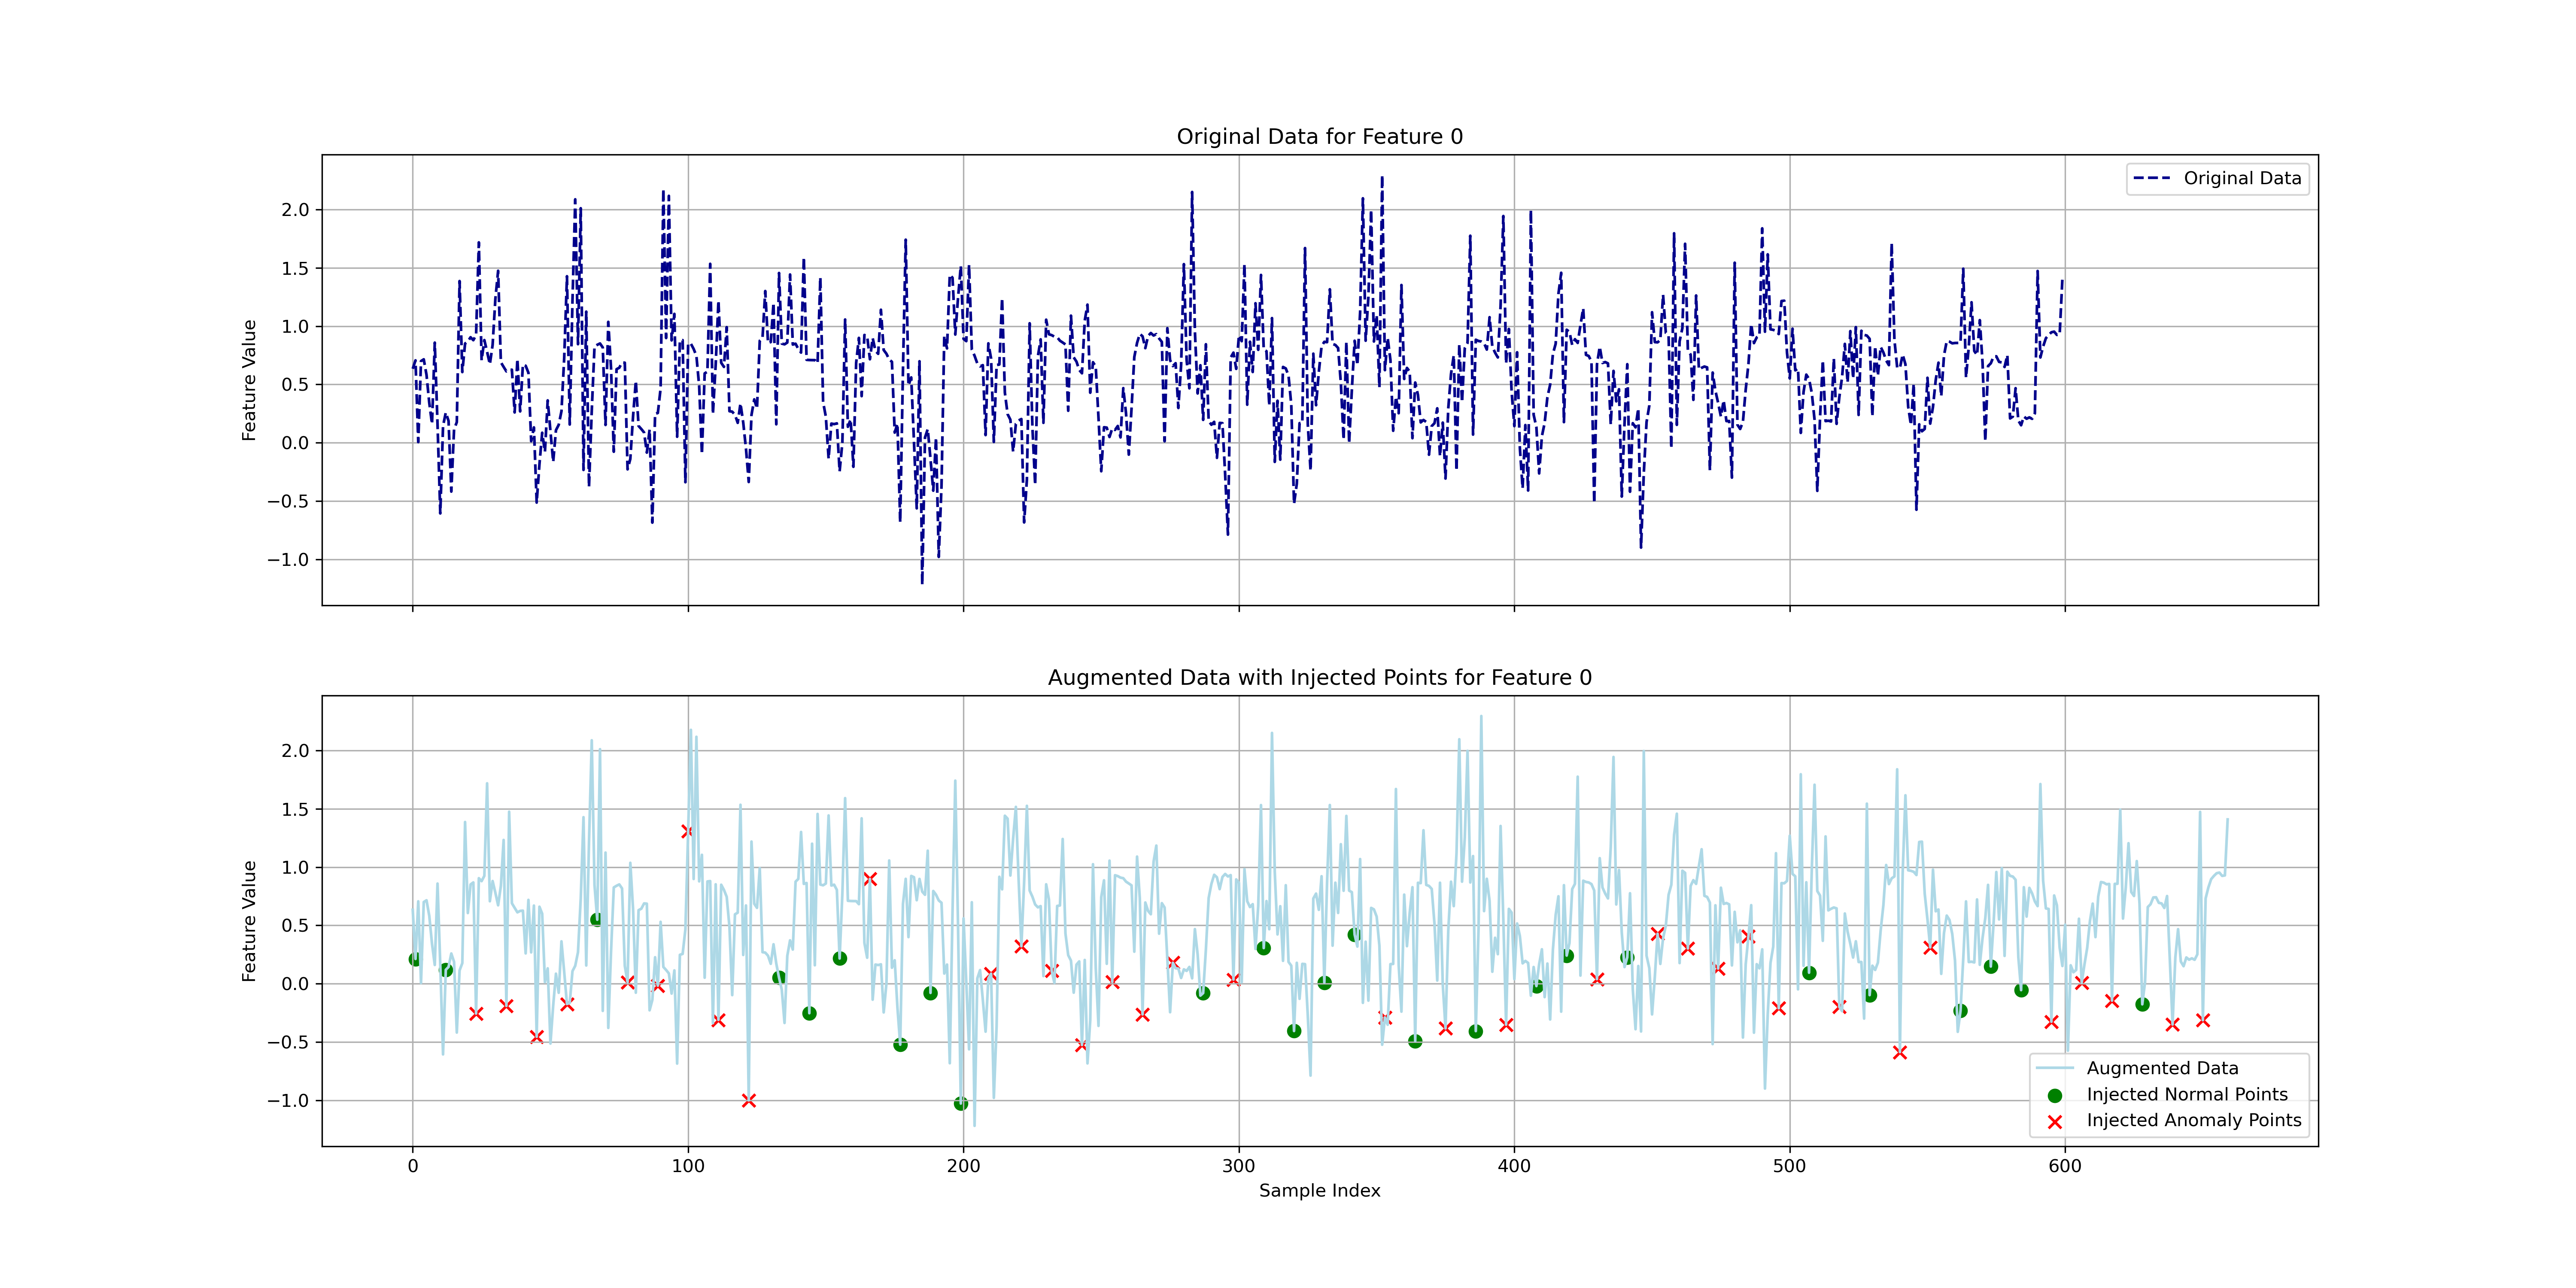 Original Data for Feature 0
Original Data
Feature Value
2.0
1.5
1.0
0.5
0.0
−0.5
−1.0
Augmented Data with Injected Points for Feature 0
Feature Value
2.0
1.5
1.0
0.5
0.0
−0.5
−1.0
Augmented Data
Injected Normal Points
Injected Anomaly Points
0 100 200 300 400 500 600
Sample Index